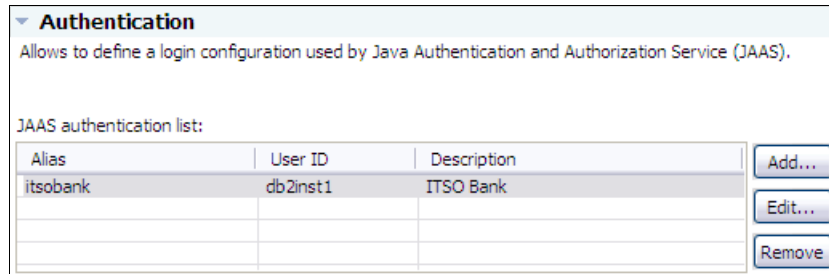 Authentication
Allows to define a login configuration used by Java Authentication and Authorization Service (JAAS).
JAAS authentication list:
Alias User ID Description
itsobank db2inst1 ITSO Bank
Add...
Edit...
Remove